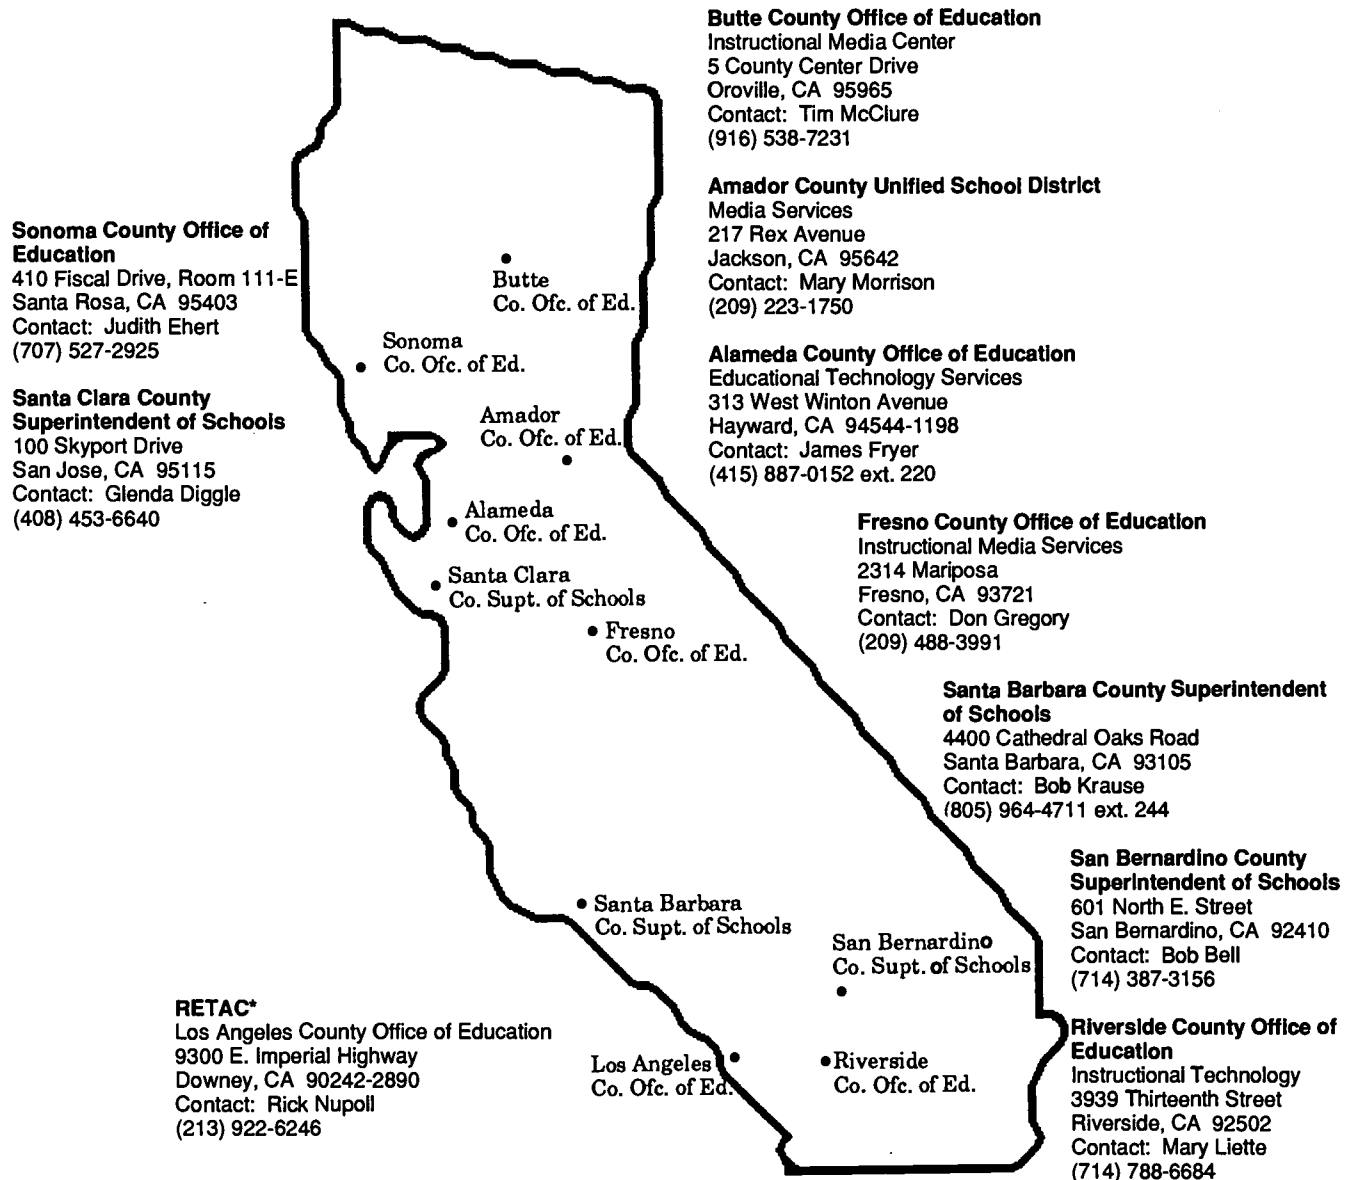 Butte County Office of Education
Instructional Media Center
5 County Center Drive
Oroville, CA 95965
Contact: Tim McClure
(916) 538-7231
Amador County Unified School District
Media Services
217 Rex Avenue
Jackson, CA 95642
Contact: Mary Morrison
(209) 223-1750
Sonoma County Office of
Education
410 Fiscal Drive, Room 111-E
Santa Rosa, CA 95403
Contact: Judith Ehert
(707) 527-2925
Santa Clara County
Superintendent of Schools
100 Skyport Drive
San Jose, CA 95115
Contact: Glenda Diggle
(408) 453-6640
Butte
Co. Ofc. of Ed.
Sonoma
Co. Ofc. of Ed.
Amador
Co. Ofc. of Ed.
Alameda
Co. Ofc. of Ed.
Santa Clara
Co. Supt. of Schools
Fresno
Co. Ofc. of Ed.
Alameda County Office of Education
Educational Technology Services
313 West Winton Avenue
Hayward, CA 94544-1198
Contact: James Fryer
(415) 887-0152 ext. 220
Fresno County Office of Education
Instructional Media Services
2314 Mariposa
Fresno, CA 93721
Contact: Don Gregory
(209) 488-3991
Santa Barbara County Superintendent
of Schools
4400 Cathedral Oaks Road
Santa Barbara, CA 93105
Contact: Bob Krause
(805) 964-4711 ext. 244
San Bernardino County
Superintendent of Schools
601 North E. Street
San Bernardino, CA 92410
Contact: Bob Bell
(714) 387-3156
Santa Barbara
Co. Supt. of Schools
San Bernardino
Co. Supt. of Schools
Los Angeles
Co. Ofc. of Ed.
Riverside
Co. Ofc. of Ed.
RETAC*
Los Angeles County Office of Education
9300 E. Imperial Highway
Downey, CA 90242-2890
Contact: Rick Nupoll
(213) 922-6246
Riverside County Office of
Education
Instructional Technology
3939 Thirteenth Street
Riverside, CA 92502
Contact: Mary Liette
(714) 788-6684